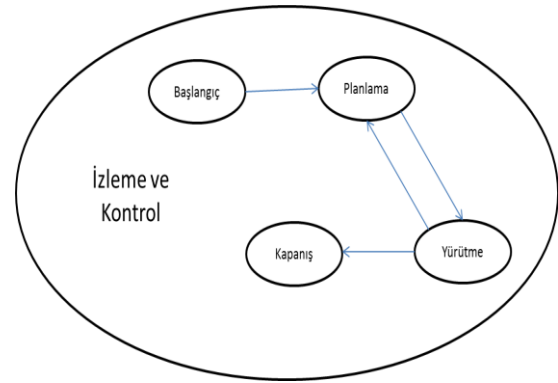 Başlangıç
Planlama
İzleme ve
Kontrol
Kapanış
Yürütme